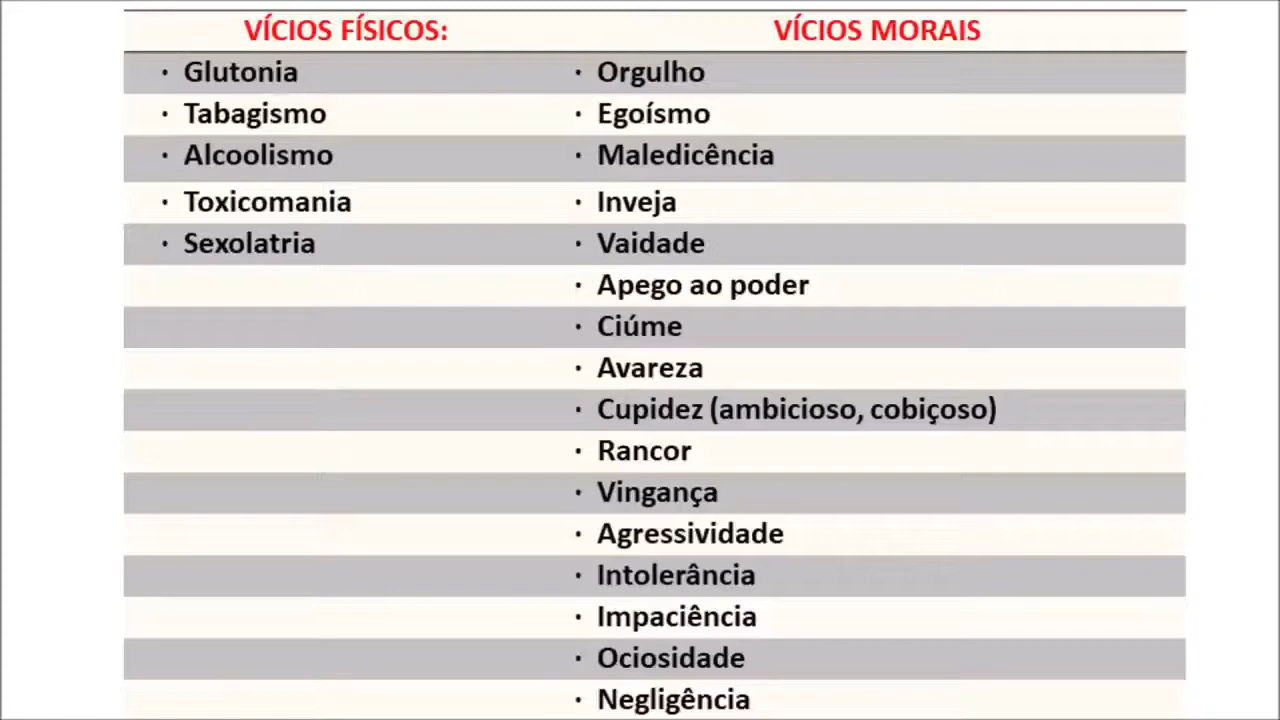 VÍCIOS FÍSICOS: VÍCIOS MORAIS
· Glutonia · Orgulho
· Tabagismo · Egoísmo
· Alcoolismo · Maledicência
· Toxicomania · Inveja
· Sexolatria · Vaidade
· Apego ao poder
· Ciúme
· Avareza
· Cupidez (ambicioso, cobiçoso)
· Rancor
· Vingança
· Agressividade
· Intolerância
· Impaciência
· Ociosidade
· Negligência